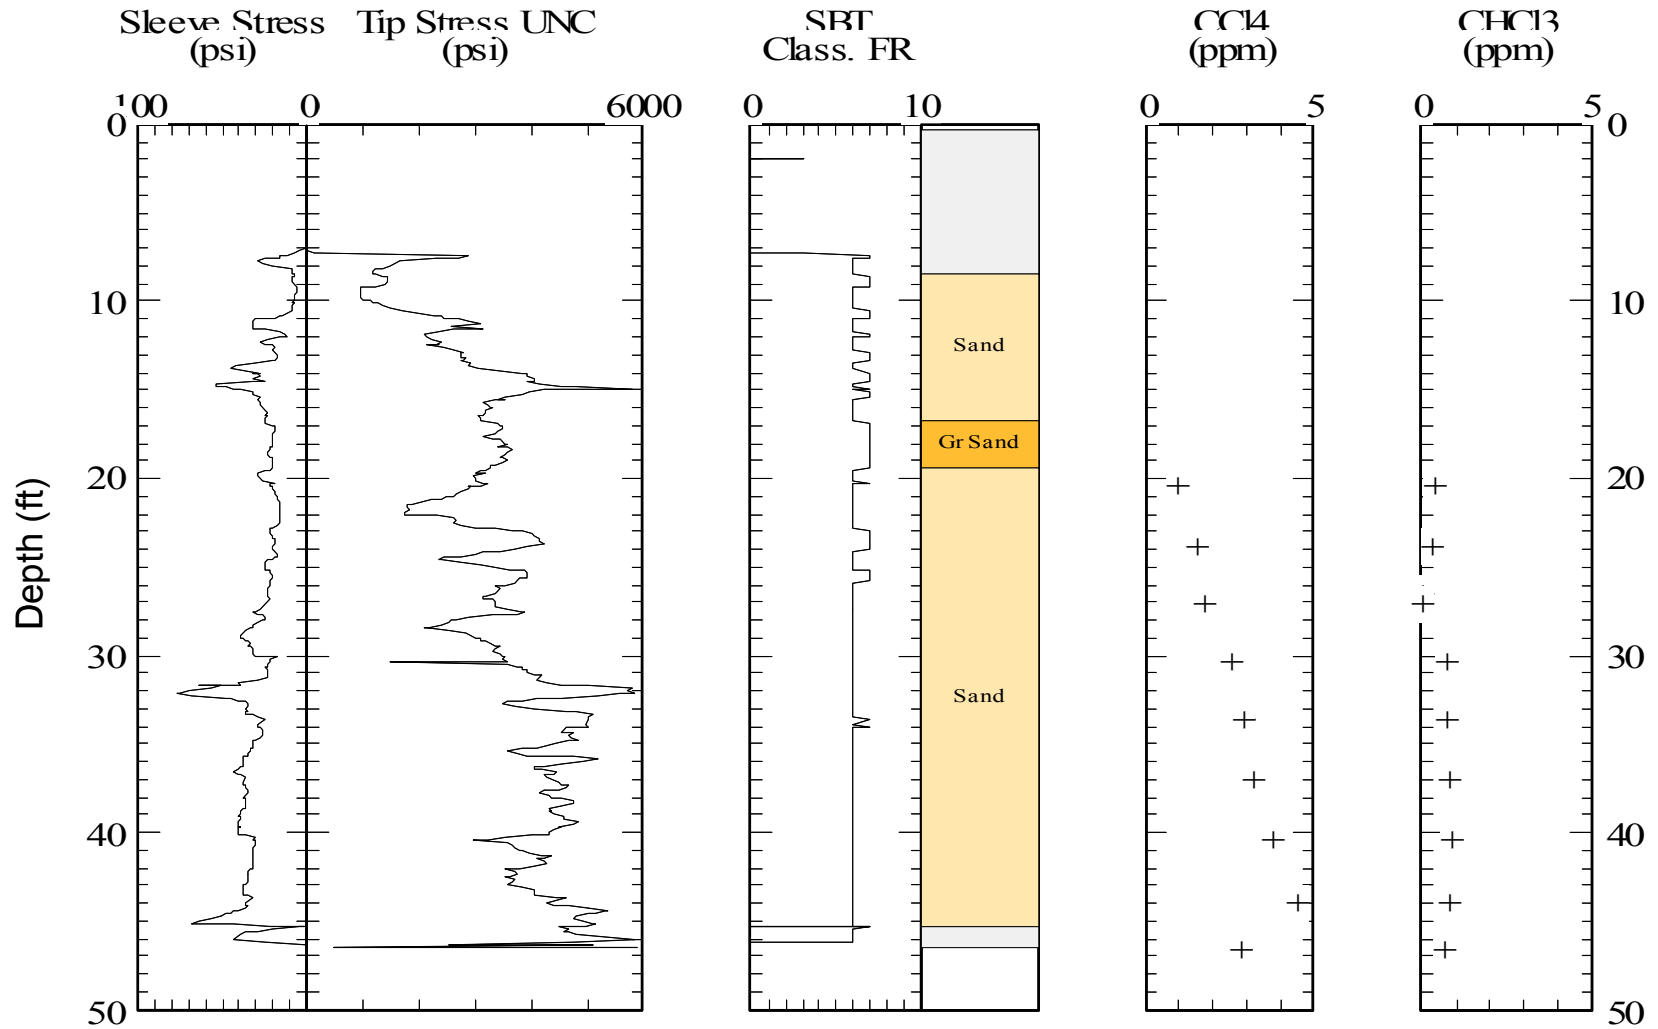 Sleeve Stress Tip Stress UNC SBT CCl4 CHCl3
(psi) (psi) Class. FR (ppm) (ppm)
100 0 6000 0 10 0 5 0 5
0 0
10 10
Sand
Gr Sand
20 20
30 30
Sand
40 40
50 50
Depth (ft)